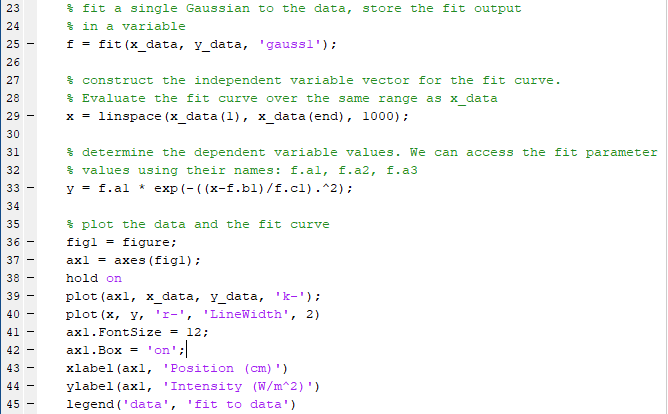 23 % fit a single Gaussian to the data, store the fit output
24 % in a variable
25 - f = fit(x_data, y_data, 'gauss1');
26
27 % construct the independent variable vector for the fit curve.
28 % Evaluate the fit curve over the same range as x_data
29 - x = linspace(x_data(1), x_data(end), 1000);
30
31 % determine the dependent variable values. We can access the fit parameter
32 % values using their names: f.a1, f.a2, f.a3
33 - y = f.a1 * exp(-((x-f.b1)/f.c1).^2);
34
35 % plot the data and the fit curve
36 - fig1 = figure;
37 - ax1 = axes(fig1);
38 - hold on
39 - plot(ax1, x_data, y_data, 'k-');
40 - plot(x, y, 'r-', 'LineWidth', 2)
41 - ax1.FontSize = 12;
42 - ax1.Box = 'on';
43 - xlabel(ax1, 'Position (cm)')
44 - ylabel(ax1, 'Intensity (W/m^2)')
45 - legend('data', 'fit to data')